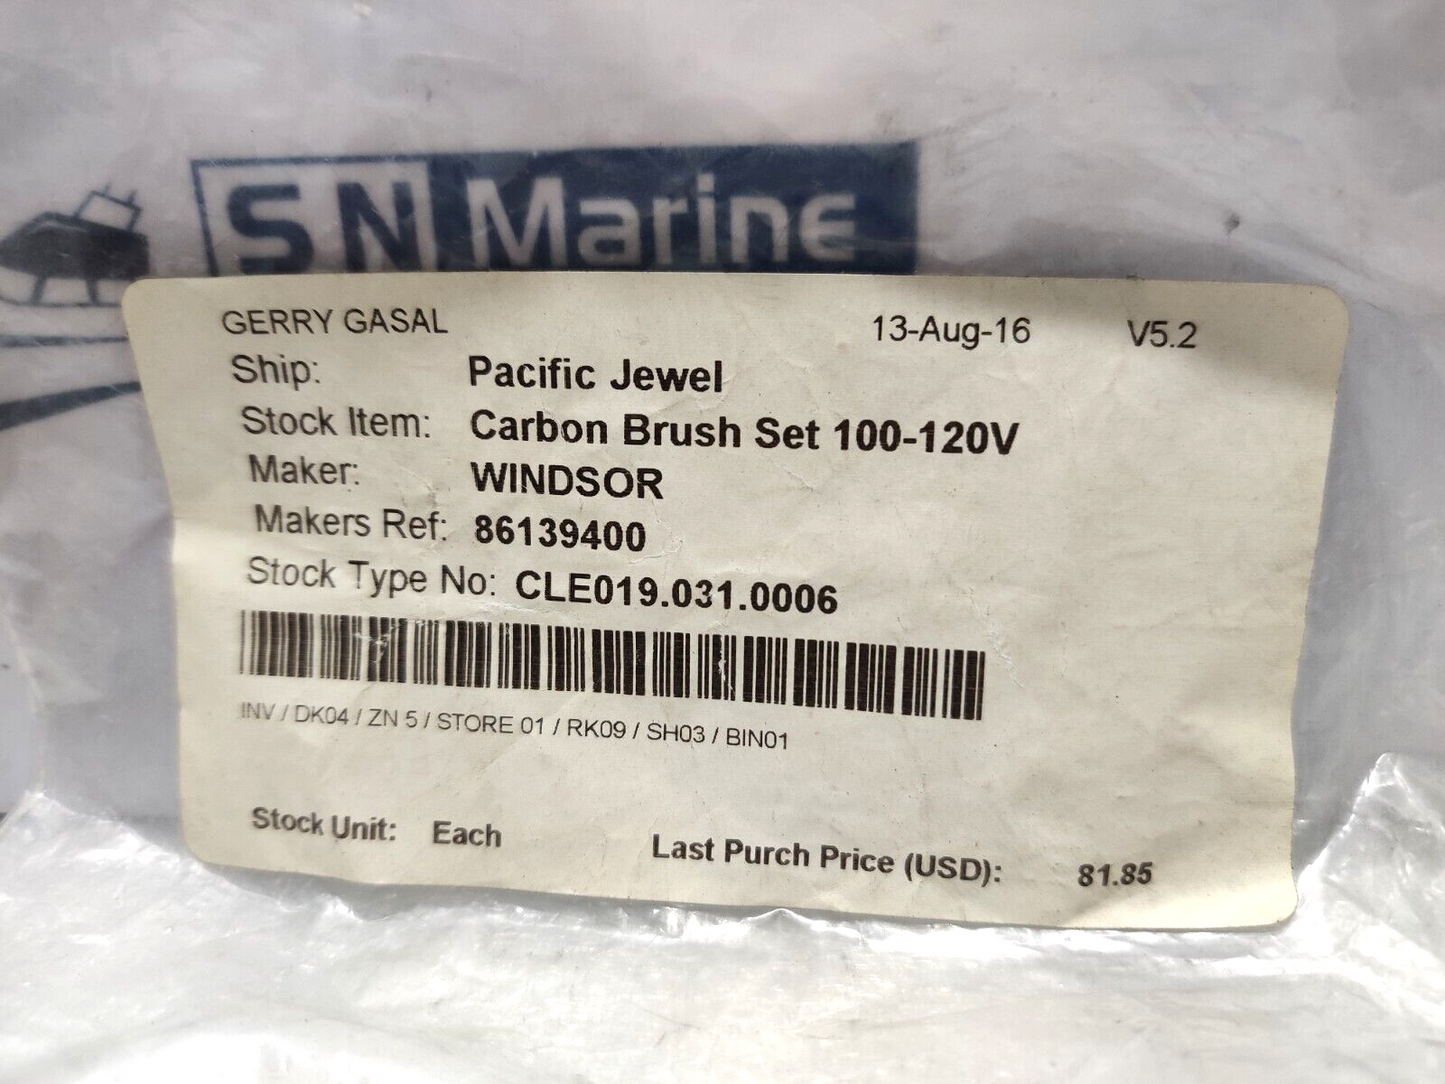 SN Marine
GERRY GASAL 13-Aug-16 V5.2
Ship: Pacific Jewel
Stock Item: Carbon Brush Set 100-120V
Maker: WINDSOR
Makers Ref: 86139400
Stock Type No: CLE019.031.0006
INV / DK04 / ZN 5 / STORE 01 / RK09 / SH03 / BIN01
Stock Unit: Each Last Purch Price (USD): 81.85